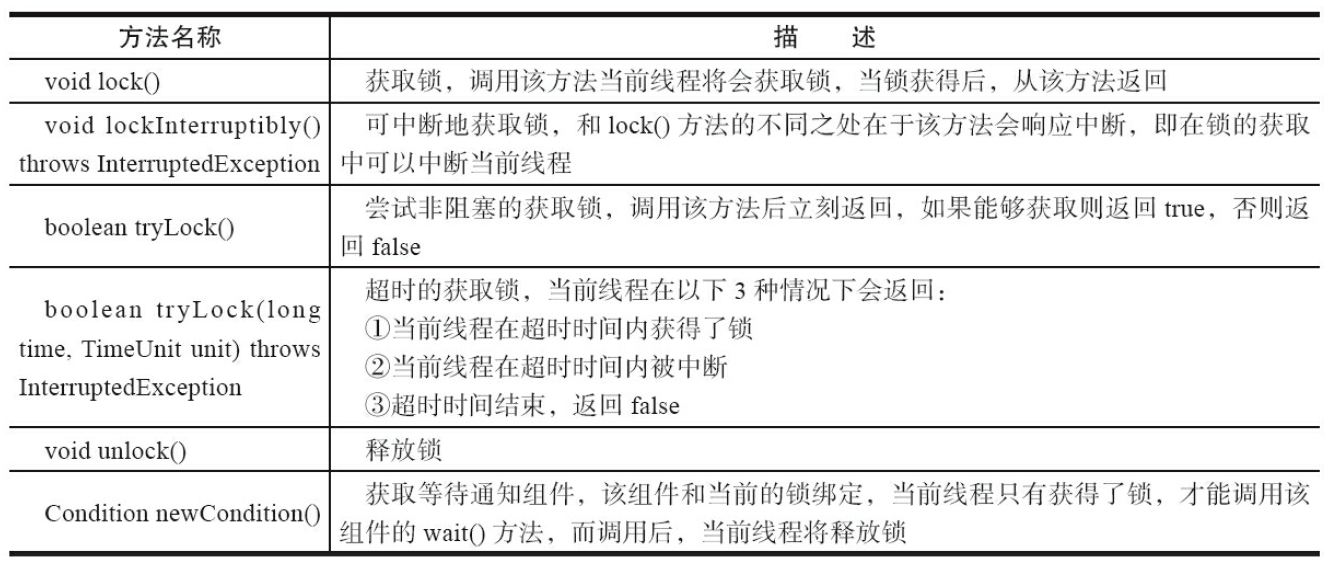 方法名称 描 述
void lock() 获取锁，调用该方法当前线程将会获取锁，当锁获得后，从该方法返回
void lockInterruptibly()
throws InterruptedException
可中断地获取锁，和 lock() 方法的不同之处在于该方法会响应中断，即在锁的获取
中可以中断当前线程
boolean tryLock()
尝试非阻塞的获取锁，调用该方法后立刻返回，如果能够获取则返回 true，否则返
回 false
boolean tryLock(long
time, TimeUnit unit) throws
InterruptedException
超时的获取锁，当前线程在以下 3 种情况下会返回：
①当前线程在超时时间内获得了锁
②当前线程在超时时间内被中断
③超时时间结束，返回 false
void unlock() 释放锁
Condition newCondition()
获取等待通知组件，该组件和当前的锁绑定，当前线程只有获得了锁，才能调用该
组件的 wait() 方法，而调用后，当前线程将释放锁